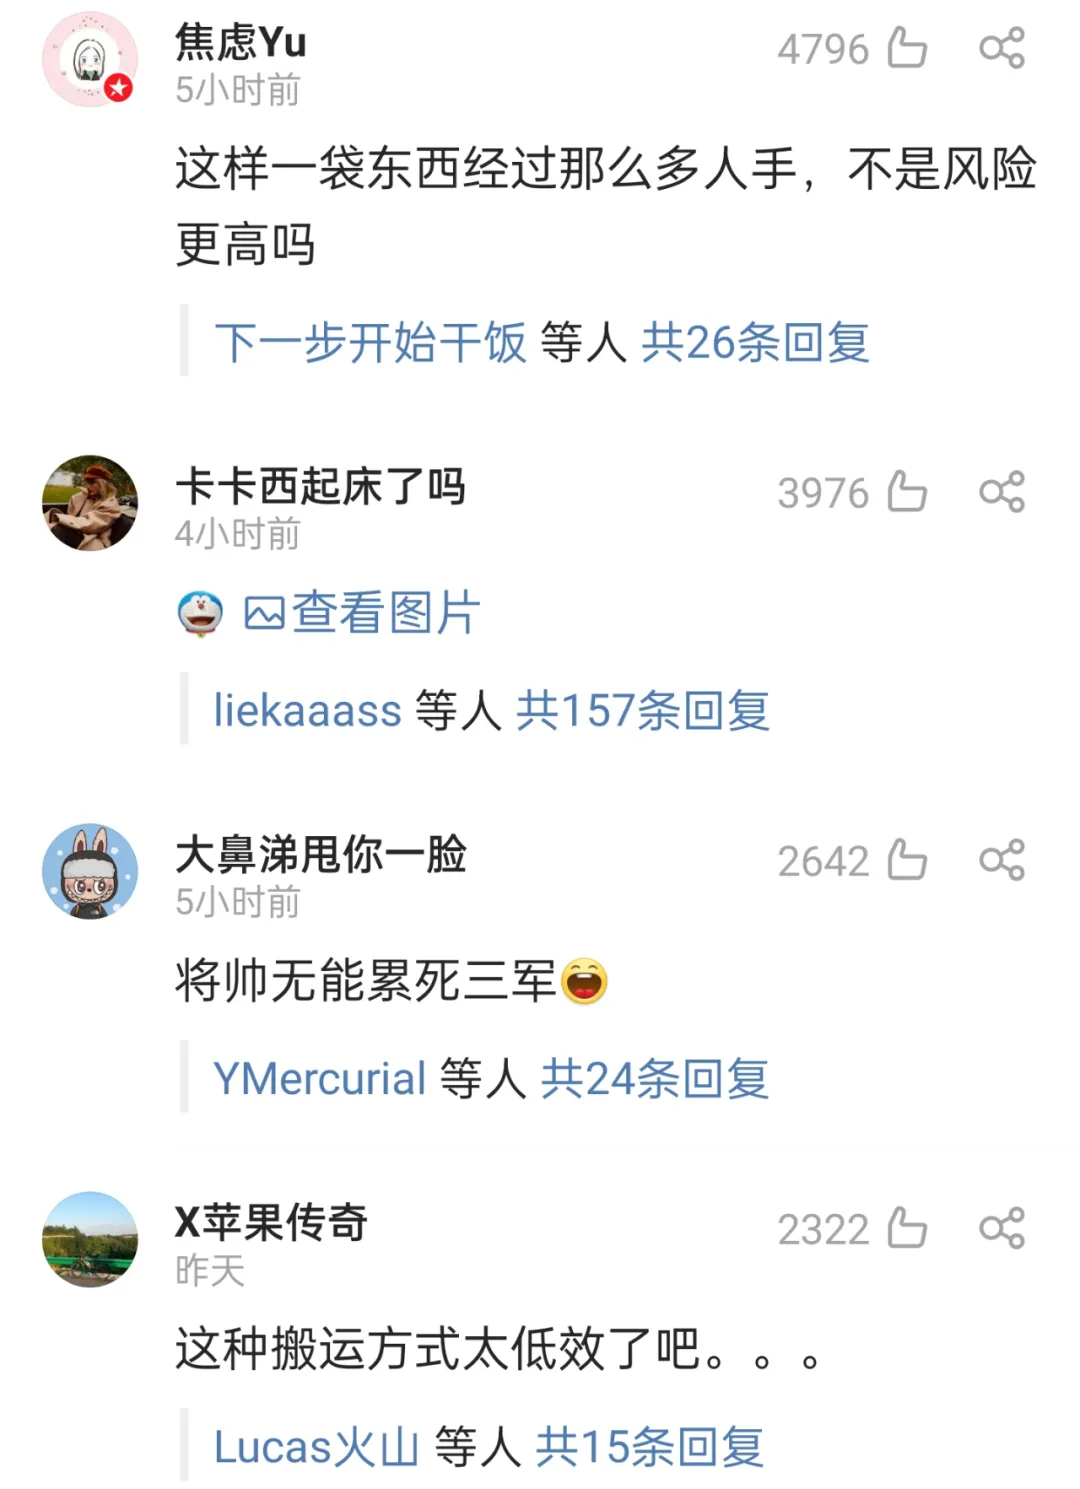 焦虑Yu
4796
5小时前
这样一袋东西经过那么多人手，不是风险
更高吗
下一步开始干饭 等人 共26条回复
卡卡西起床了吗
3976
4小时前
查看图片
liekaaass 等人 共157条回复
大鼻涕甩你一脸
2642
5小时前
将帅无能累死三军
YMercurial 等人 共24条回复
X苹果传奇
2322
昨天
这种搬运方式太低效了吧。。。
Lucas火山 等人 共15条回复